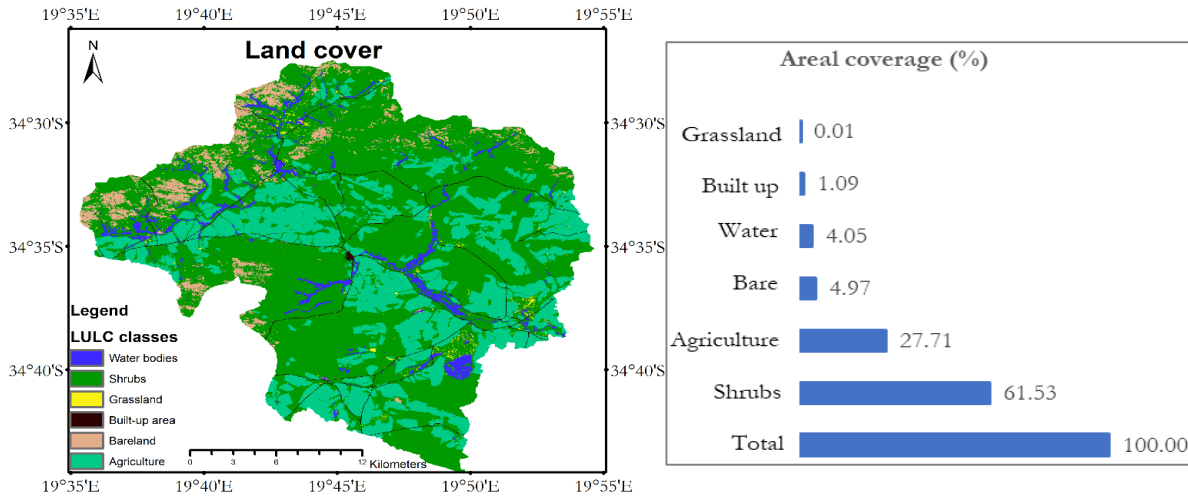 19°35'E 19°40'E 19°45'E 19°50'E 19°55'E
N
Land cover
34°30'S 34°30'S
34°35'S 34°35'S
34°40'S 34°40'S
Legend
LULC classes
Water bodies
Shrubs
Grassland
Built-up area
Bareland
Agriculture
0 3 6 12
Kilometers
19°35'E 19°40'E 19°45'E 19°50'E 19°55'E
Areal coverage (%)
Grassland 0.01
Built up 1.09
Water 4.05
Bare 4.97
Agriculture 27.71
Shrubs 61.53
Total 100.00